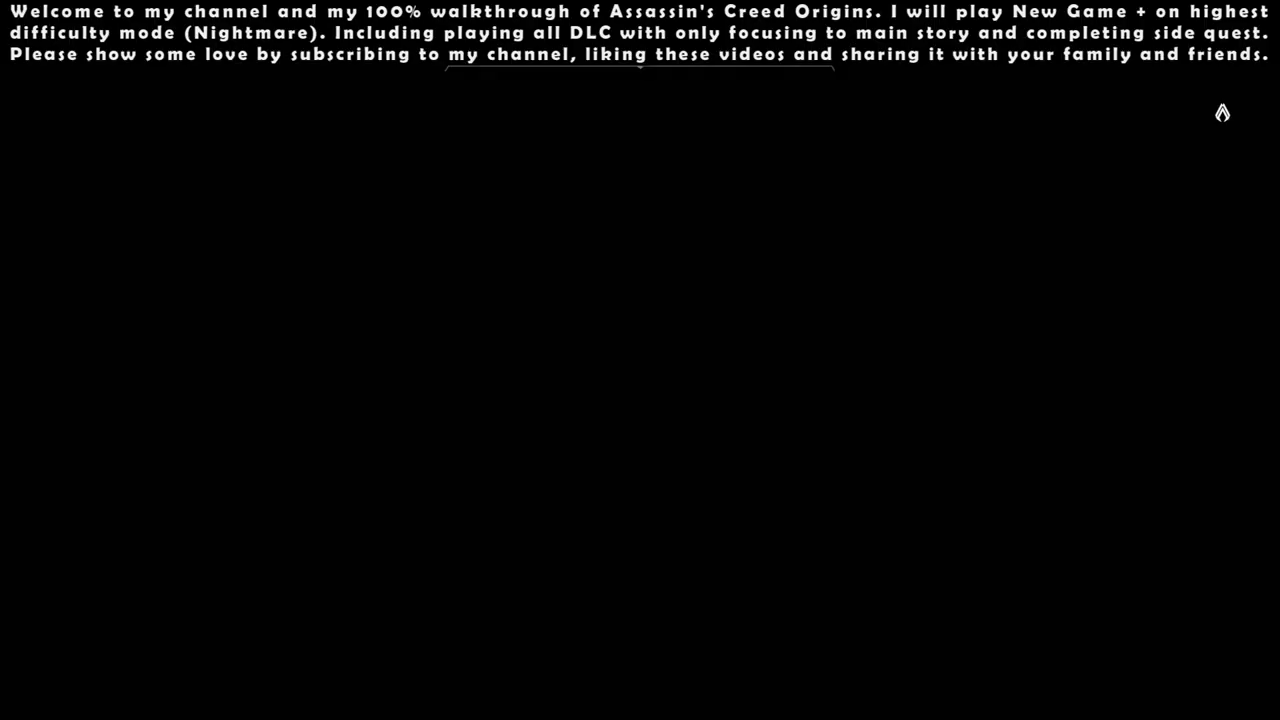 Welcome to my channel and my 100% walkthrough of Assassin's Creed Origins. I will play New Game + on highest
difficulty mode (Nightmare). Including playing all DLC with only focusing to main story and completing side quest.
Please show some love by subscribing to my channel, liking these videos and sharing it with your family and friends.